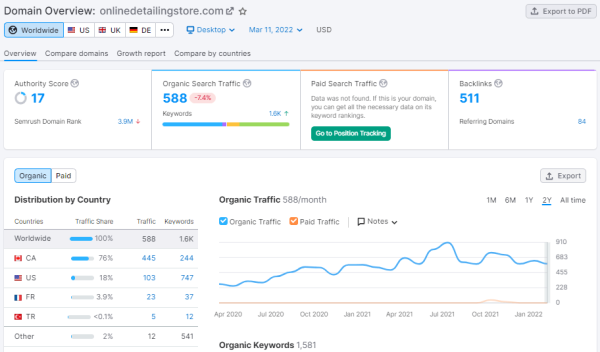 Domain Overview: onlinedetailingstore.com
Export to PDF
Worldwide US UK DE ••• Desktop Mar 11, 2022 USD
Overview Compare domains Growth report Compare by countries
Authority Score
17
Semrush Domain Rank 3.9M ↓
Organic Search Traffic
588 -7.4%
Keywords 1.6K ↑
Paid Search Traffic
Data was not found. If this is your domain,
you can get all the necessary data on its
keyword rankings.
Go to Position Tracking
Backlinks
511
Referring Domains 84
Organic Paid
Export
Distribution by Country
Countries Traffic Share Traffic Keywords
Worldwide 100% 588 1.6K
CA 76% 445 244
US 18% 103 747
FR 3.9% 23 37
TR <0.1% 5 12
Other 2% 12 541
Organic Traffic 588/month
1M 6M 1Y 2Y All time
Organic Traffic Paid Traffic Notes
910
683
455
228
0
Apr 2020 Jul 2020 Oct 2020 Jan 2021 Apr 2021 Jul 2021 Oct 2021 Jan 2022
Organic Keywords 1,581